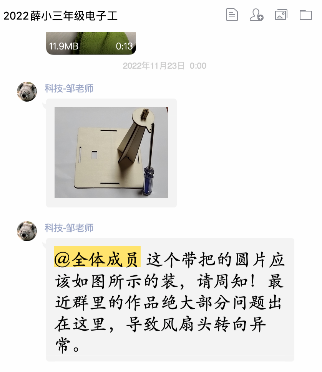 2022薛小三年级电子工
11.9MB
0:13
2022年11月23日 0:00
科技-邹老师
科技-邹老师
@全体成员 这个带把的圆片应
该如图所示的装，请周知！最
近群里的作品绝大部分问题出
在这里，导致风扇头转向异
常。